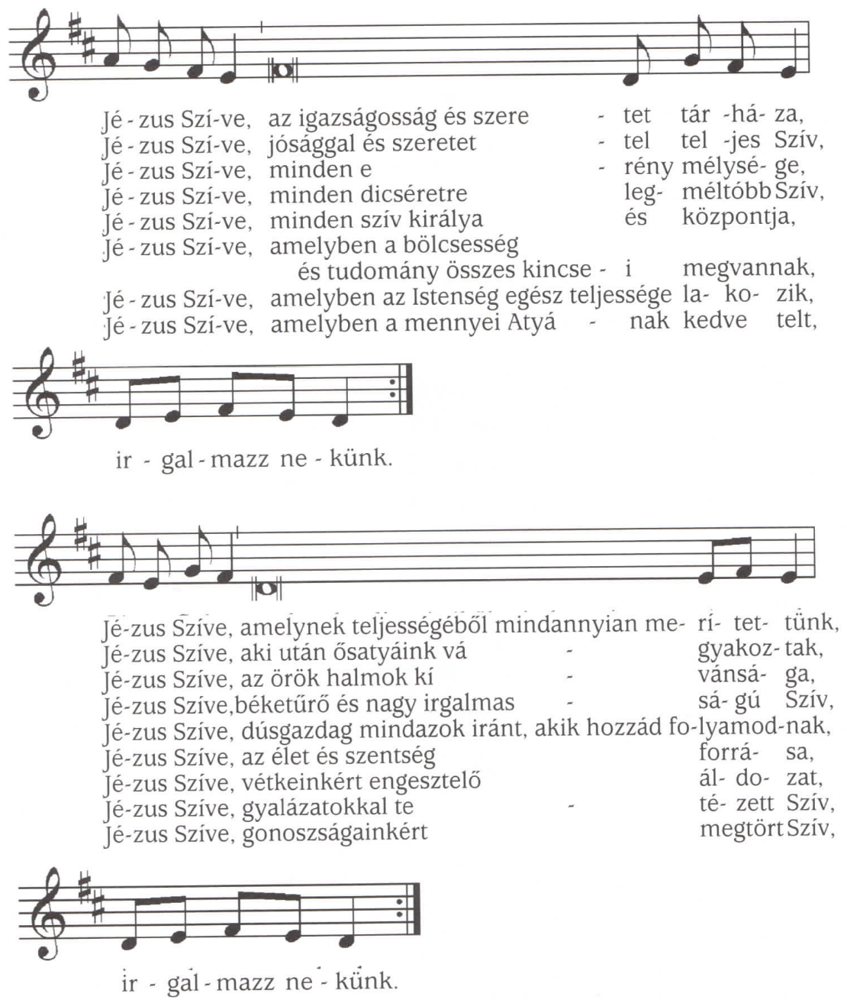 Jé - zus Szí-ve, az igazságosság és szere - tet tár -há- za,
Jé - zus Szí-ve, jósággal és szeretet - tel tel -jes Szív,
Jé - zus Szí-ve, minden e - rény mélysé- ge,
Jé - zus Szí-ve, minden dicséretre leg- méltóbb Szív,
Jé - zus Szí-ve, minden szív királya és központja,
Jé - zus Szí-ve, amelyben a bölcsesség
és tudomány összes kincse - i megvannak,
Jé - zus Szí-ve, amelyben az Istenség egész teljessége la- ko- zik,
Jé - zus Szí-ve, amelyben a mennyei Atyá - nak kedve telt,
ir - gal - mazz ne - künk.
Jé-zus Szíve, amelynek teljességéből mindannyian me- rí- tet- tünk,
Jé-zus Szíve, aki után ősatyáink vá - gyakoz- tak,
Jé-zus Szíve, az örök halmok kí - vánsá- ga,
Jé-zus Szíve,béketűrő és nagy irgalmas - sá- gú Szív,
Jé-zus Szíve, dúsgazdag mindazok iránt, akik hozzád fo-lyamod-nak,
Jé-zus Szíve, az élet és szentség forrá- sa,
Jé-zus Szíve, vétkeinkért engesztelő ál- do- zat,
Jé-zus Szíve, gyalázatokkal te - té- zett Szív,
Jé-zus Szíve, gonoszságainkért megtört Szív,
ir - gal - mazz ne - künk.